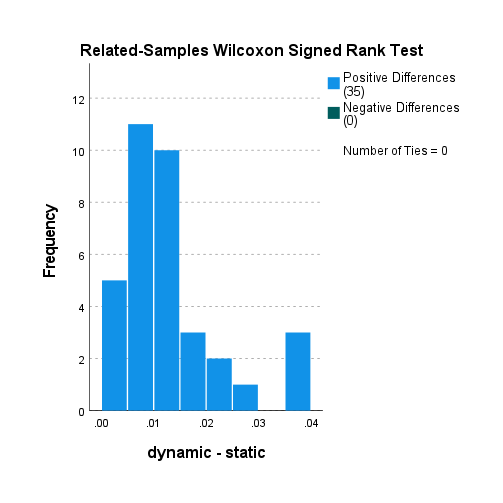 Related-Samples Wilcoxon Signed Rank Test
Positive Differences
(35)
Negative Differences
(0)
Number of Ties = 0
Frequency
12
10
8
6
4
2
0
.00 .01 .02 .03 .04
dynamic - static